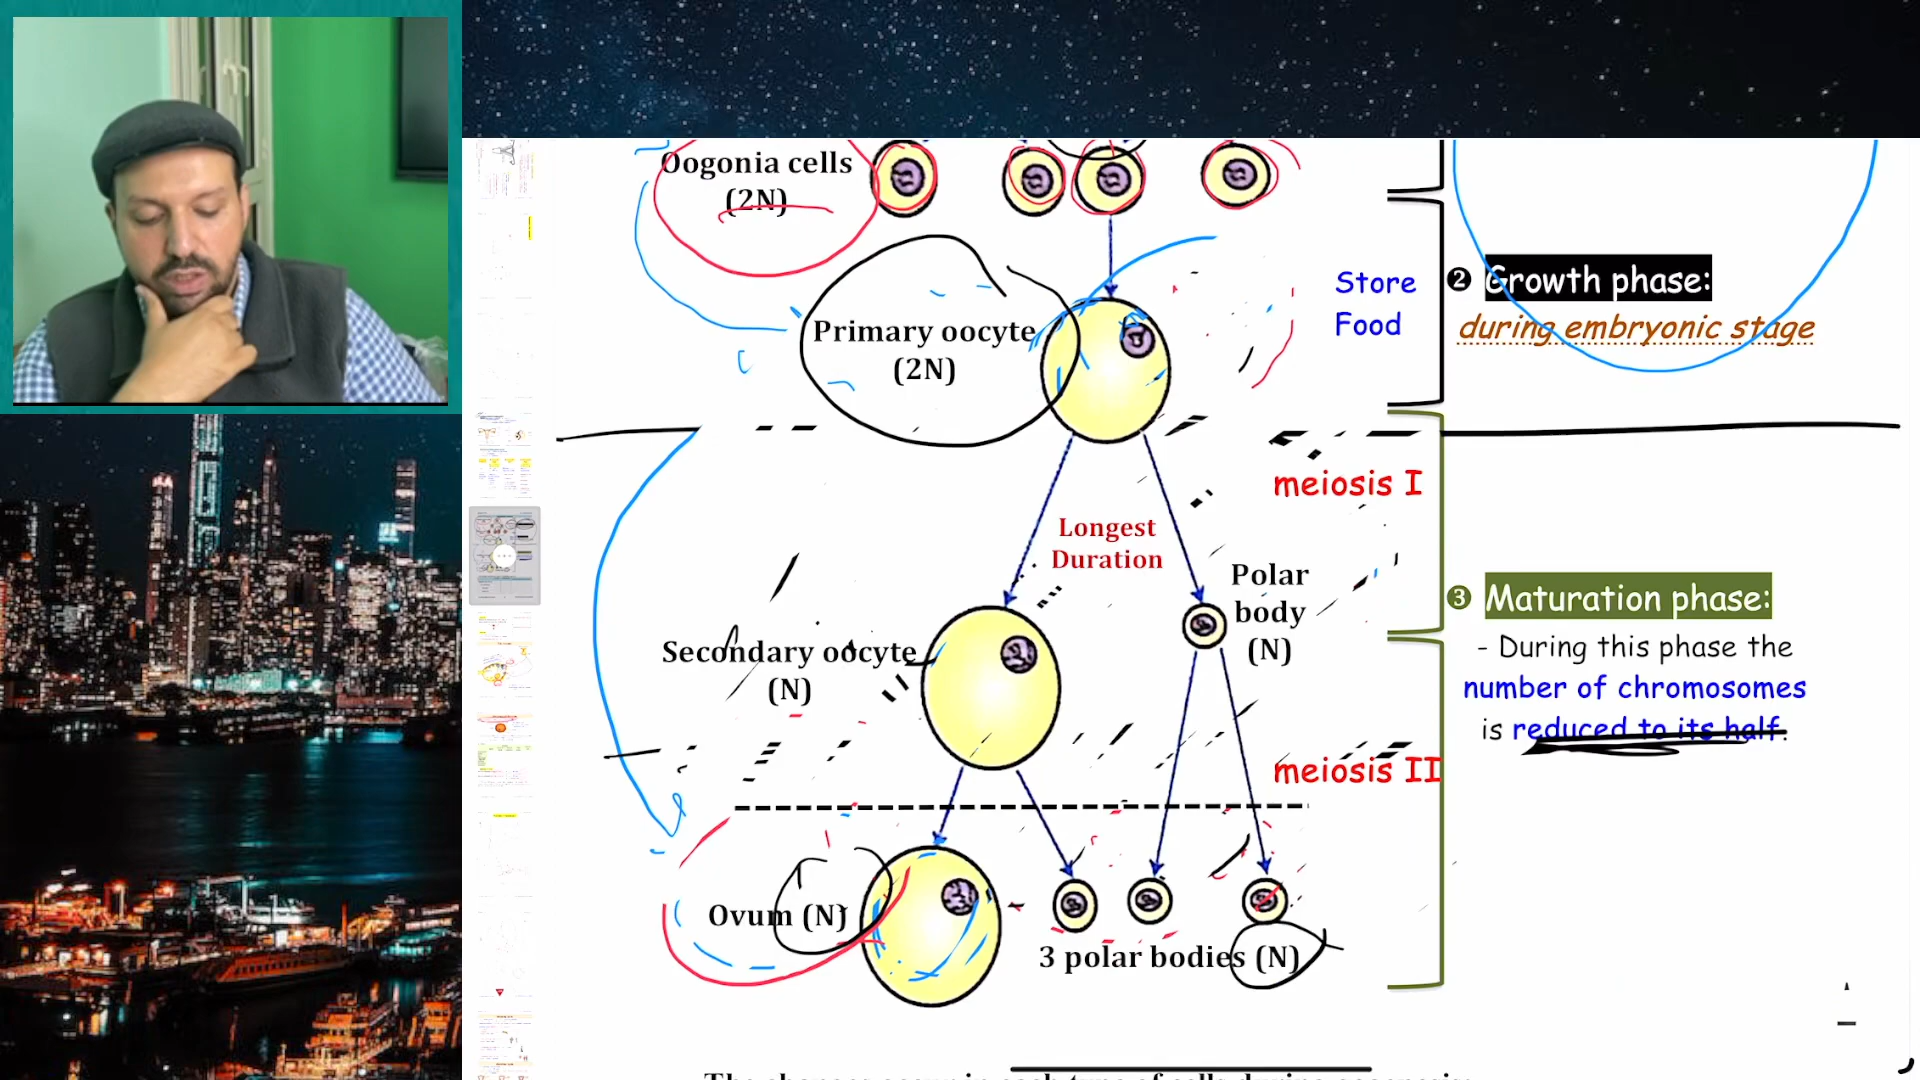 Oogonia cells
(2N)
Primary oocyte
(2N)
Store
Food
❷ Growth phase:
during embryonic stage
meiosis I
Longest
Duration
Polar
body
(N)
Secondary oocyte
(N)
❸ Maturation phase:
- During this phase the
number of chromosomes
is reduced to its half.
meiosis II
Ovum (N)
3 polar bodies (N)